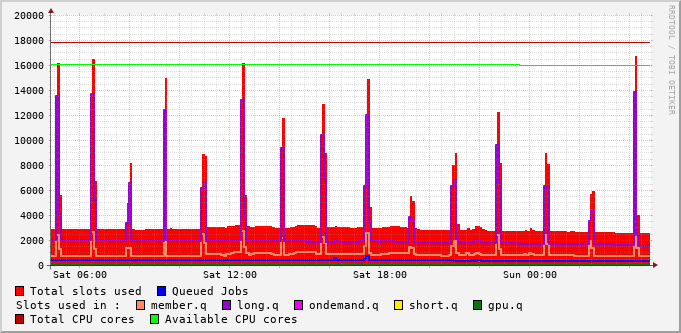 RRDTOOL / TOBI OETIKER
20000
18000
16000
14000
12000
10000
8000
6000
4000
2000
0
Sat 06:00 Sat 12:00 Sat 18:00 Sun 00:00
Total slots used Queued Jobs
Slots used in : member.q long.q ondemand.q short.q gpu.q
Total CPU cores Available CPU cores